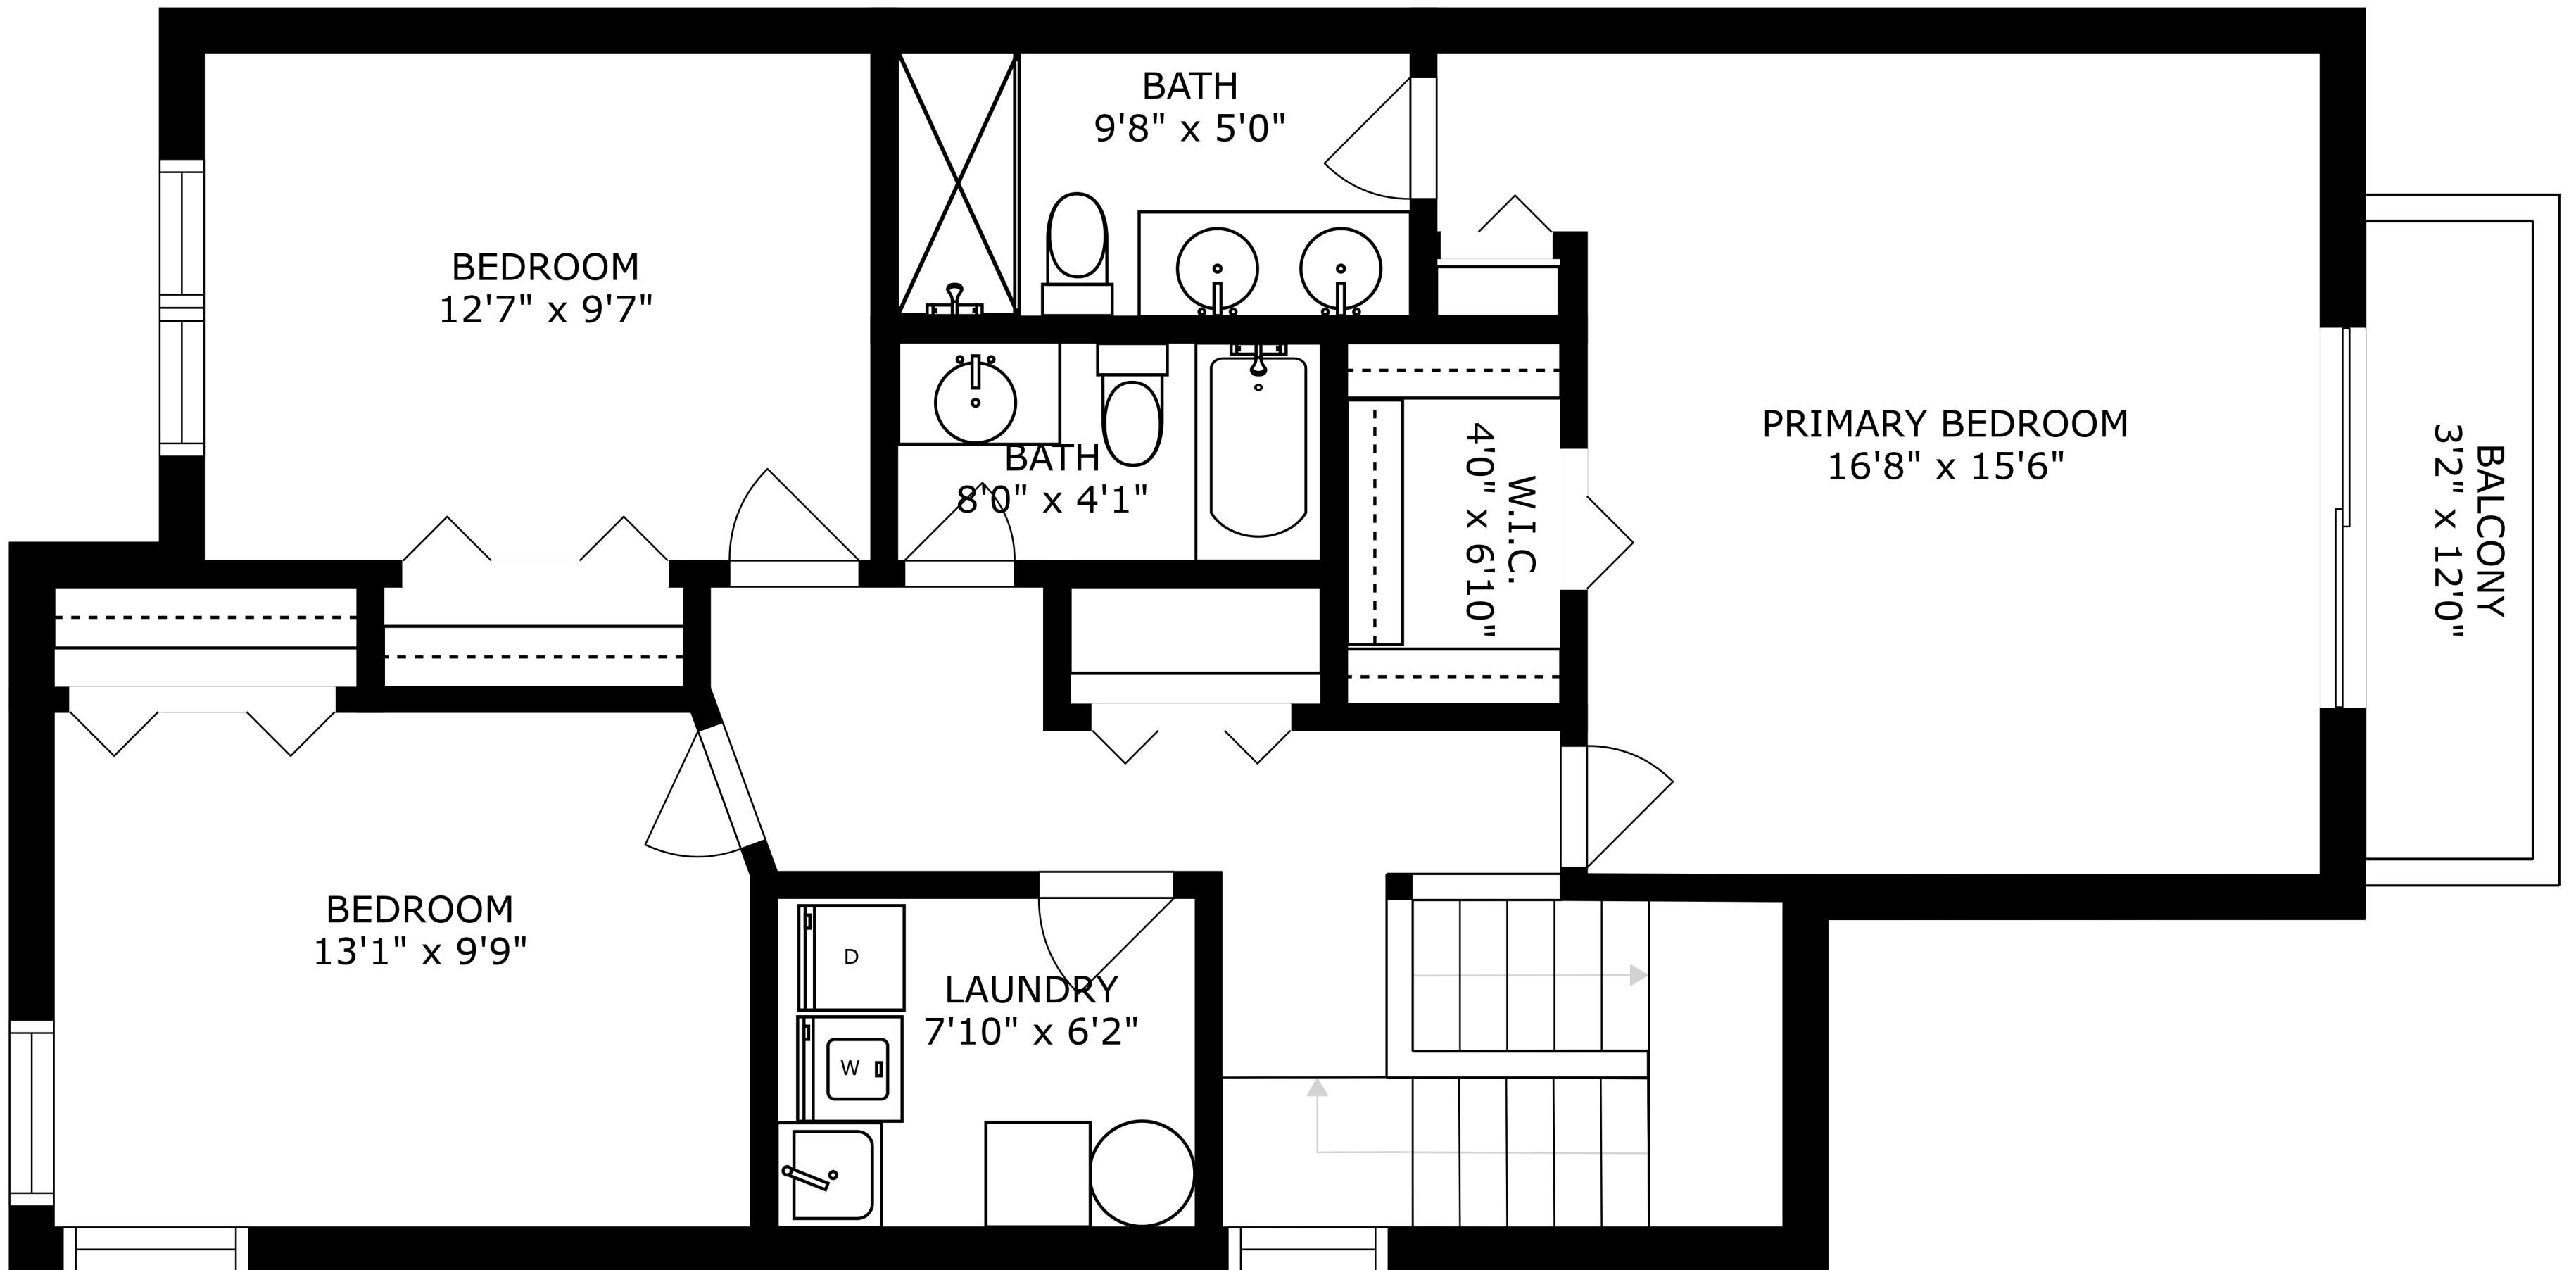 BATH
9'8" x 5'0"
BEDROOM
12'7" x 9'7"
PRIMARY BEDROOM
16'8" x 15'6"
BATH
8'0" x 4'1"
W.I.C.
4'0" x 6'10"
BALCONY
3'2" x 12'0"
BEDROOM
13'1" x 9'9"
D
LAUNDRY
7'10" x 6'2"
W